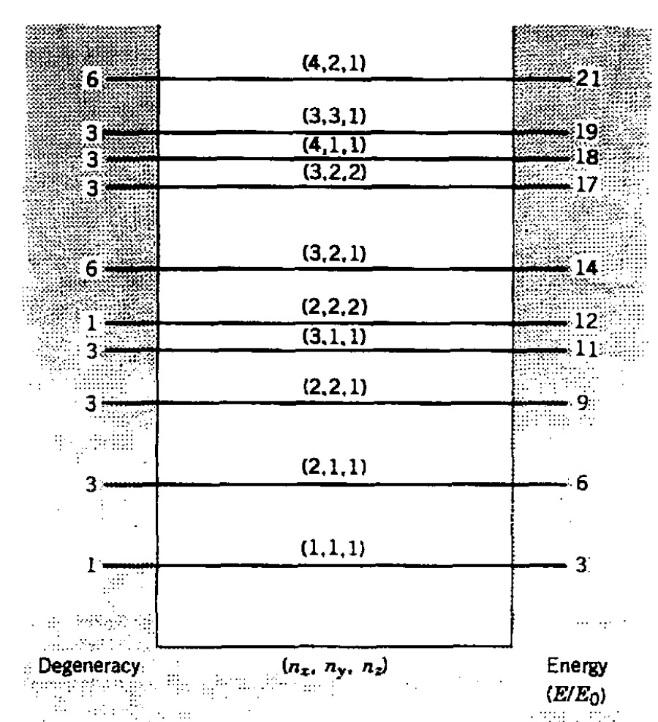 6 (4,2,1) 21
3 (3,3,1) 19
3 (4,1,1) 18
3 (3,2,2) 17
6 (3,2,1) 14
1 (2,2,2) 12
3 (3,1,1) 11
3 (2,2,1) 9
3 (2,1,1) 6
1 (1,1,1) 3
Degeneracy (nx, ny, nz) Energy
(E/E0)